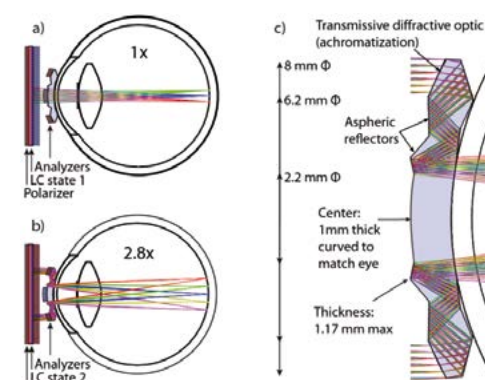 a)
1x
Analyzers
LC state 1
Polarizer
b)
2.8x
Analyzers
LC state 2
c)
Transmissive diffractive optic
(achromatization)
8 mm Φ
6.2 mm Φ
Aspheric
reflectors
2.2 mm Φ
Center:
1mm thick
curved to
match eye
Thickness:
1.17 mm max